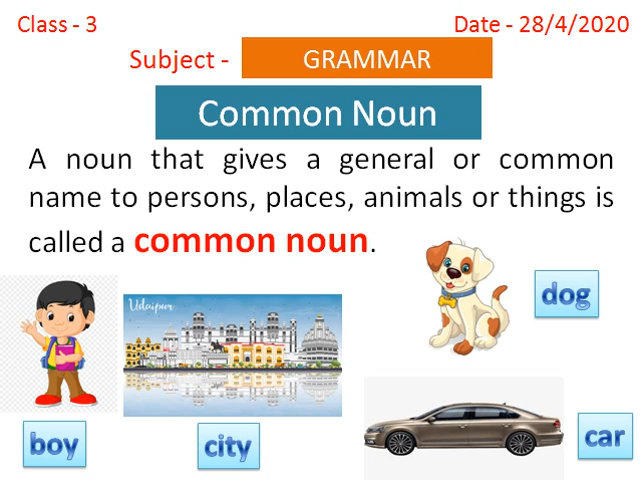 Class - 3
Date - 28/4/2020
Subject - GRAMMAR
Common Noun
A noun that gives a general or common
name to persons, places, animals or things is
called a common noun.
dog
Udaipur
boy
city
car